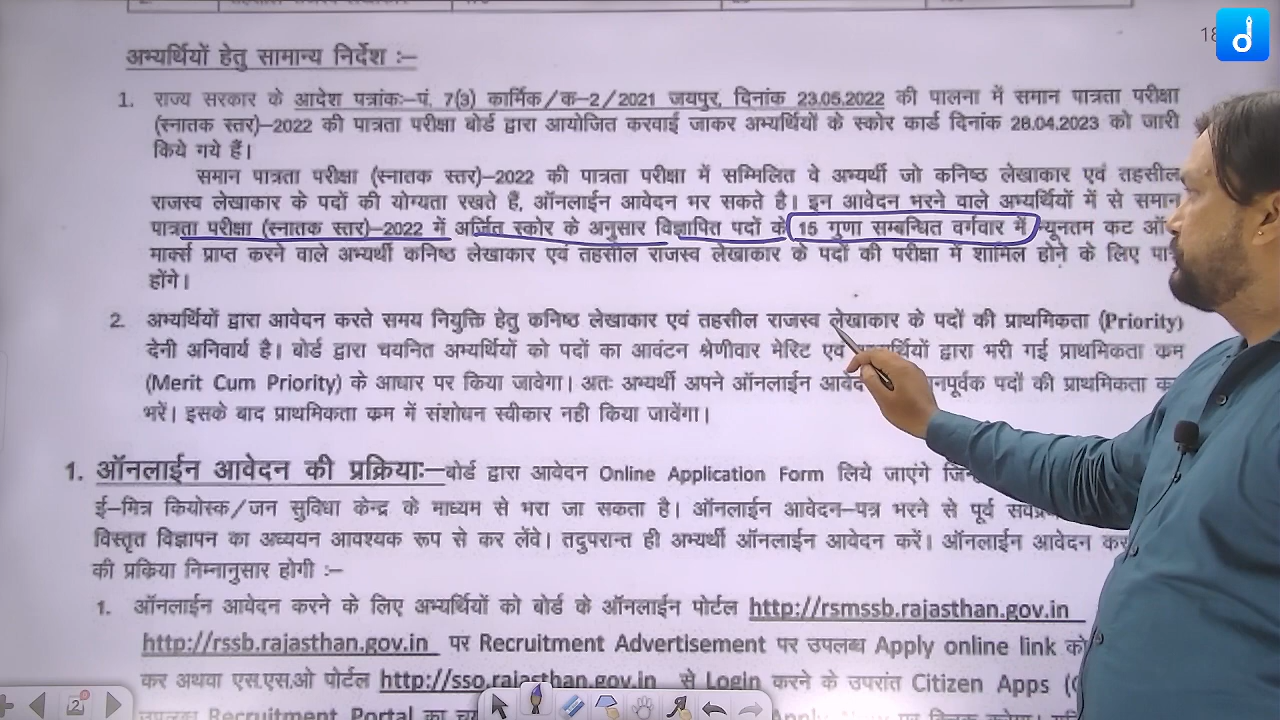 अभ्यर्थियों हेतु सामान्य निर्देश :–
1. राज्य सरकार के आदेश पत्रांकः–पं. 7(3) कार्मिक/क–2/2021 जयपुर, दिनांक 23.05.2022 की पालना में समान पात्रता परीक्षा
(स्नातक स्तर)–2022 की पात्रता परीक्षा बोर्ड द्वारा आयोजित करवाई जाकर अभ्यर्थियों के स्कोर कार्ड दिनांक 28.04.2023 को जारी
किये गये हैं।
समान पात्रता परीक्षा (स्नातक स्तर)–2022 की पात्रता परीक्षा में सम्मिलित वे अभ्यर्थी जो कनिष्ठ लेखाकार एवं तहसील
राजस्व लेखाकार के पदों की योग्यता रखते हैं, ऑनलाईन आवेदन भर सकते है। इन आवेदन भरने वाले अभ्यर्थियों में से समान
पात्रता परीक्षा (स्नातक स्तर)–2022 में अर्जित स्कोर के अनुसार विज्ञापित पदों के 15 गुणा सम्बन्धित वर्गवार में न्यूनतम कट
मार्क्स प्राप्त करने वाले अभ्यर्थी कनिष्ठ लेखाकार एवं तहसील राजस्व लेखाकार के पदों की परीक्षा में शामिल होने के लिए
होंगे।
2. अभ्यर्थियों द्वारा आवेदन करते समय नियुक्ति हेतु कनिष्ठ लेखाकार एवं तहसील राजस्व लेखाकार के पदों की प्राथमिकता (Priority)
देनी अनिवार्य है। बोर्ड द्वारा चयनित अभ्यर्थियों को पदों का आवंटन श्रेणीवार मेरिट एवं द्वारा भरी गई प्राथमिकता क्रम
(Merit Cum Priority) के आधार पर किया जावेगा। अतः अभ्यर्थी अपने ऑनलाईन पदों की प्राथमिकता
भरें। इसके बाद प्राथमिकता क्रम में संशोधन स्वीकार नही किया जावेंगा।
1. ऑनलाईन आवेदन की प्रक्रियाः–बोर्ड द्वारा आवेदन Online Application Form लिये जाएंगे
ई–मित्र कियोस्क/जन सुविधा केन्द्र के माध्यम से भरा जा सकता है। ऑनलाईन आवेदन–पत्र भरने से पूर्व
विस्तृत विज्ञापन का अध्ययन आवश्यक रूप से कर लेंवे। तदुपरान्त ही अभ्यर्थी ऑनलाईन आवेदन करें। ऑनलाईन आवेदन
की प्रक्रिया निम्नानुसार होगी :–
1. ऑनलाईन आवेदन करने के लिए अभ्यर्थियों को बोर्ड के ऑनलाईन पोर्टल http://rsmssb.rajasthan.gov.in
http://rssb.rajasthan.gov.in पर Recruitment Advertisement पर उपलब्ध Apply online link को
कर अथवा एस.एस.ओ पोर्टल http://sso.rajasthan.gov.in से Login करने के उपरांत Citizen Apps
उपलब्ध Recruitment Portal का